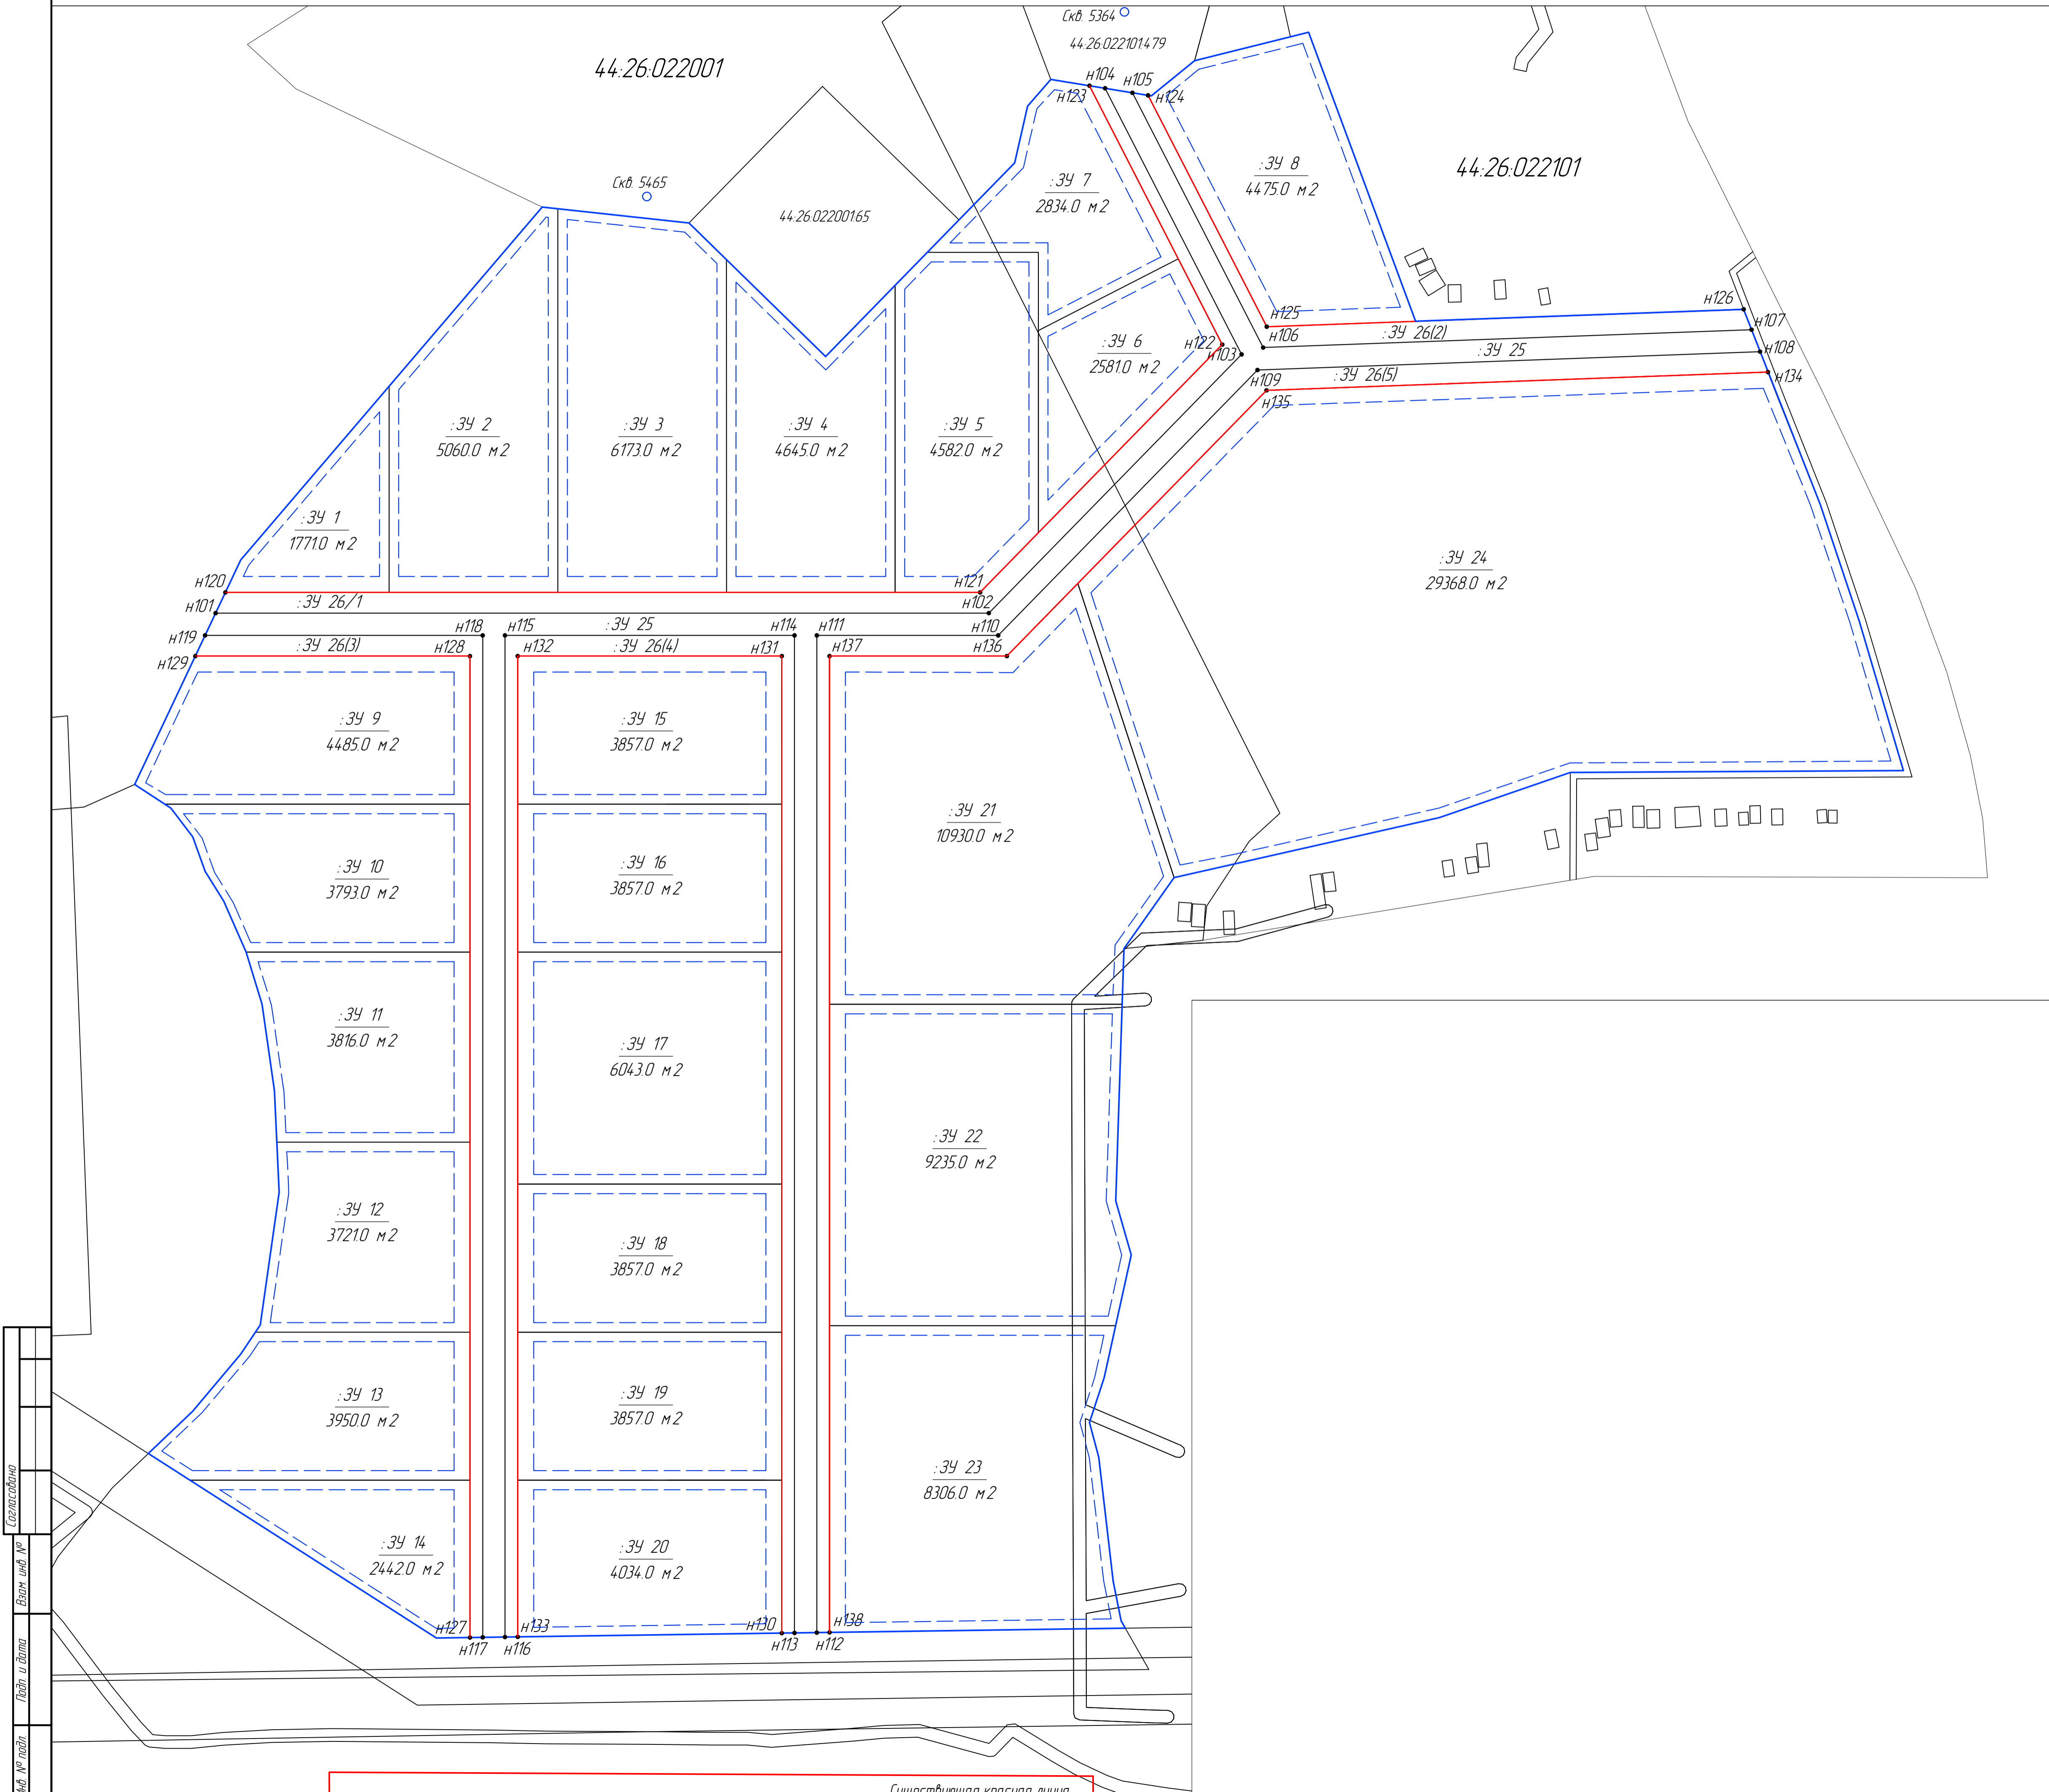 Скв. 5364
44:26:022101:479
44:26:022001
н104
н105
н123
н124
44:26:022101
:ЗУ 8
4475.0 м2
:ЗУ 7
2834.0 м2
Скв. 5465
44:26:022001:65
н126
н125
н107
н106
:ЗУ 26(2)
н122
н103
:ЗУ 25
н108
:ЗУ 6
2581.0 м2
н109
:ЗУ 26(5)
н134
н135
:ЗУ 2
5060.0 м2
:ЗУ 3
6173.0 м2
:ЗУ 4
4645.0 м2
:ЗУ 5
4582.0 м2
:ЗУ 1
1771.0 м2
:ЗУ 24
29368.0 м2
н120
н121
н101
:ЗУ 26/1
н102
н119
н118
н115
:ЗУ 25
н114
н111
н110
н129
:ЗУ 26(3)
н128
н132
:ЗУ 26(4)
н131
н137
н136
:ЗУ 9
4485.0 м2
:ЗУ 15
3857.0 м2
:ЗУ 21
10930.0 м2
:ЗУ 10
3793.0 м2
:ЗУ 16
3857.0 м2
:ЗУ 11
3816.0 м2
:ЗУ 17
6043.0 м2
:ЗУ 22
9235.0 м2
:ЗУ 12
3721.0 м2
:ЗУ 18
3857.0 м2
:ЗУ 13
3950.0 м2
:ЗУ 19
3857.0 м2
:ЗУ 23
8306.0 м2
:ЗУ 14
2442.0 м2
:ЗУ 20
4034.0 м2
н127
н133
н130
н138
н117
н116
н113
н112
Согласовано
Взам. инв. №
Подп. и дата
Инв. № подл.
Существующая красная линия